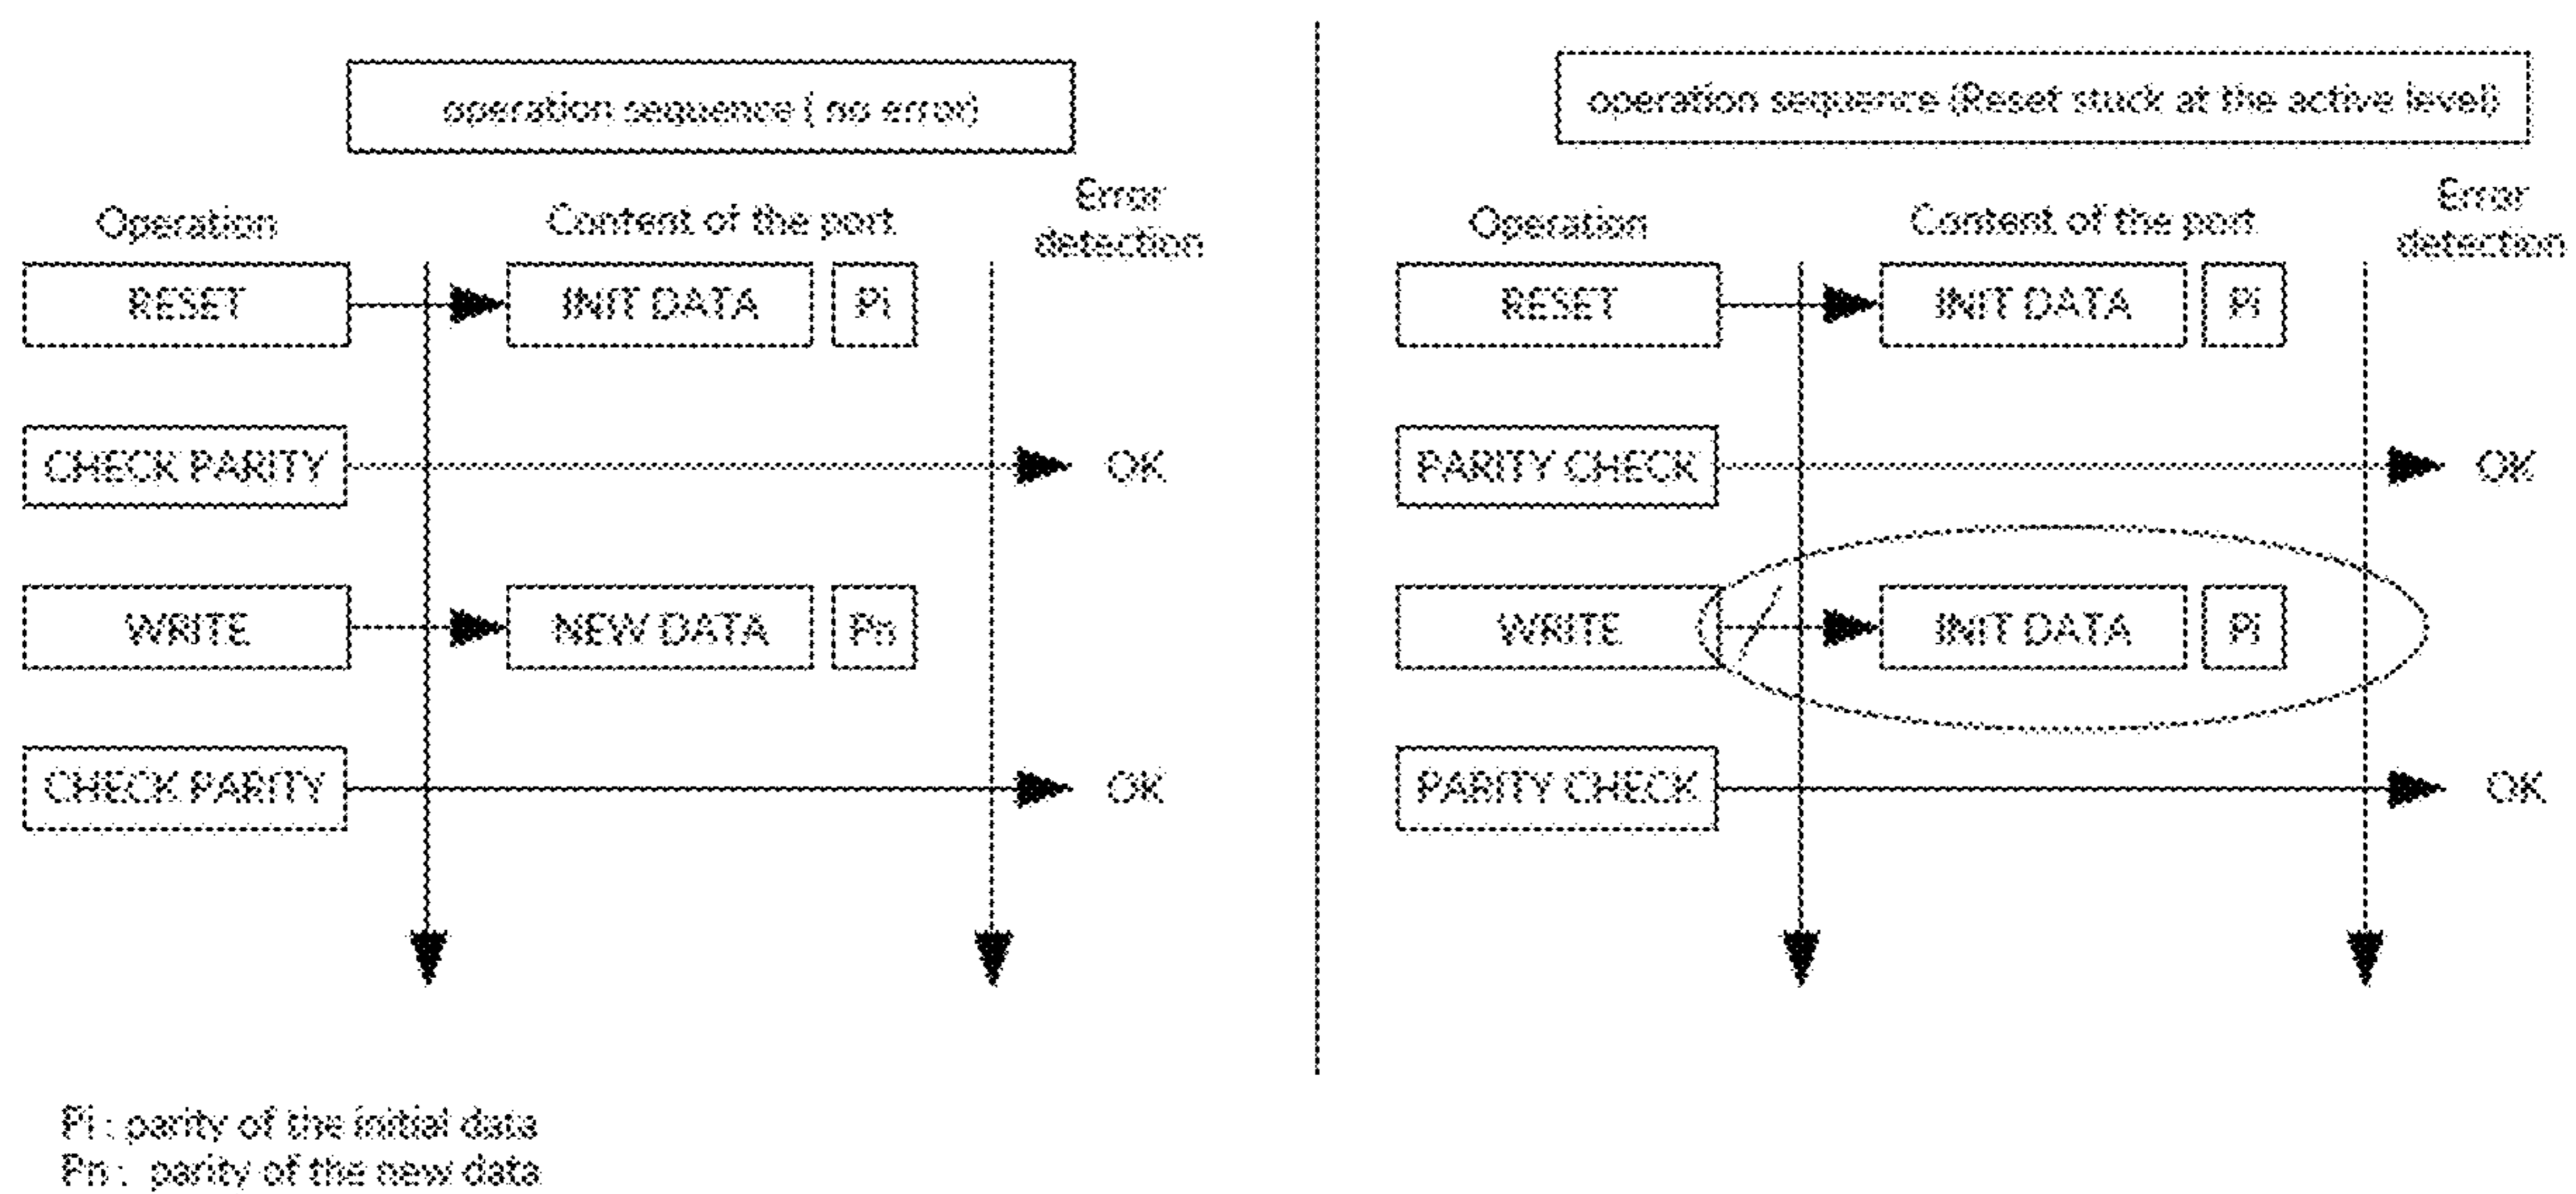 operation sequence ( no error)
Operation
Content of the port
Error
detection
RESET
INIT DATA
Pi
CHECK PARITY
OK
WRITE
NEW DATA
Pn
CHECK PARITY
OK
operation sequence (Reset stuck at the active level)
Operation
Content of the port
Error
detection
RESET
INIT DATA
Pi
PARITY CHECK
OK
WRITE
INIT DATA
Pi
PARITY CHECK
OK
Pi : parity of the initial data
Pn : parity of the new data